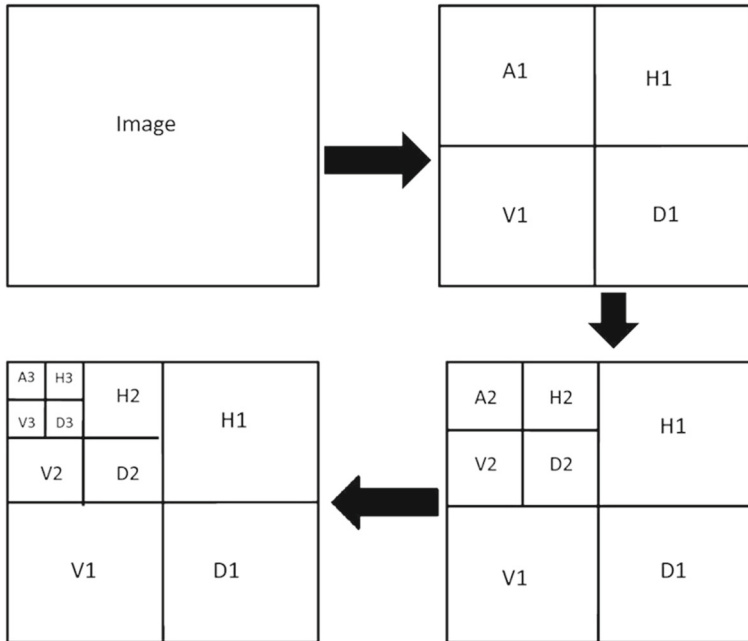 Image
A1 H1
V1 D1
A3 H3 H2 H1
V3 D3
V2 D2
V1 D1
A2 H2 H1
V2 D2
V1 D1